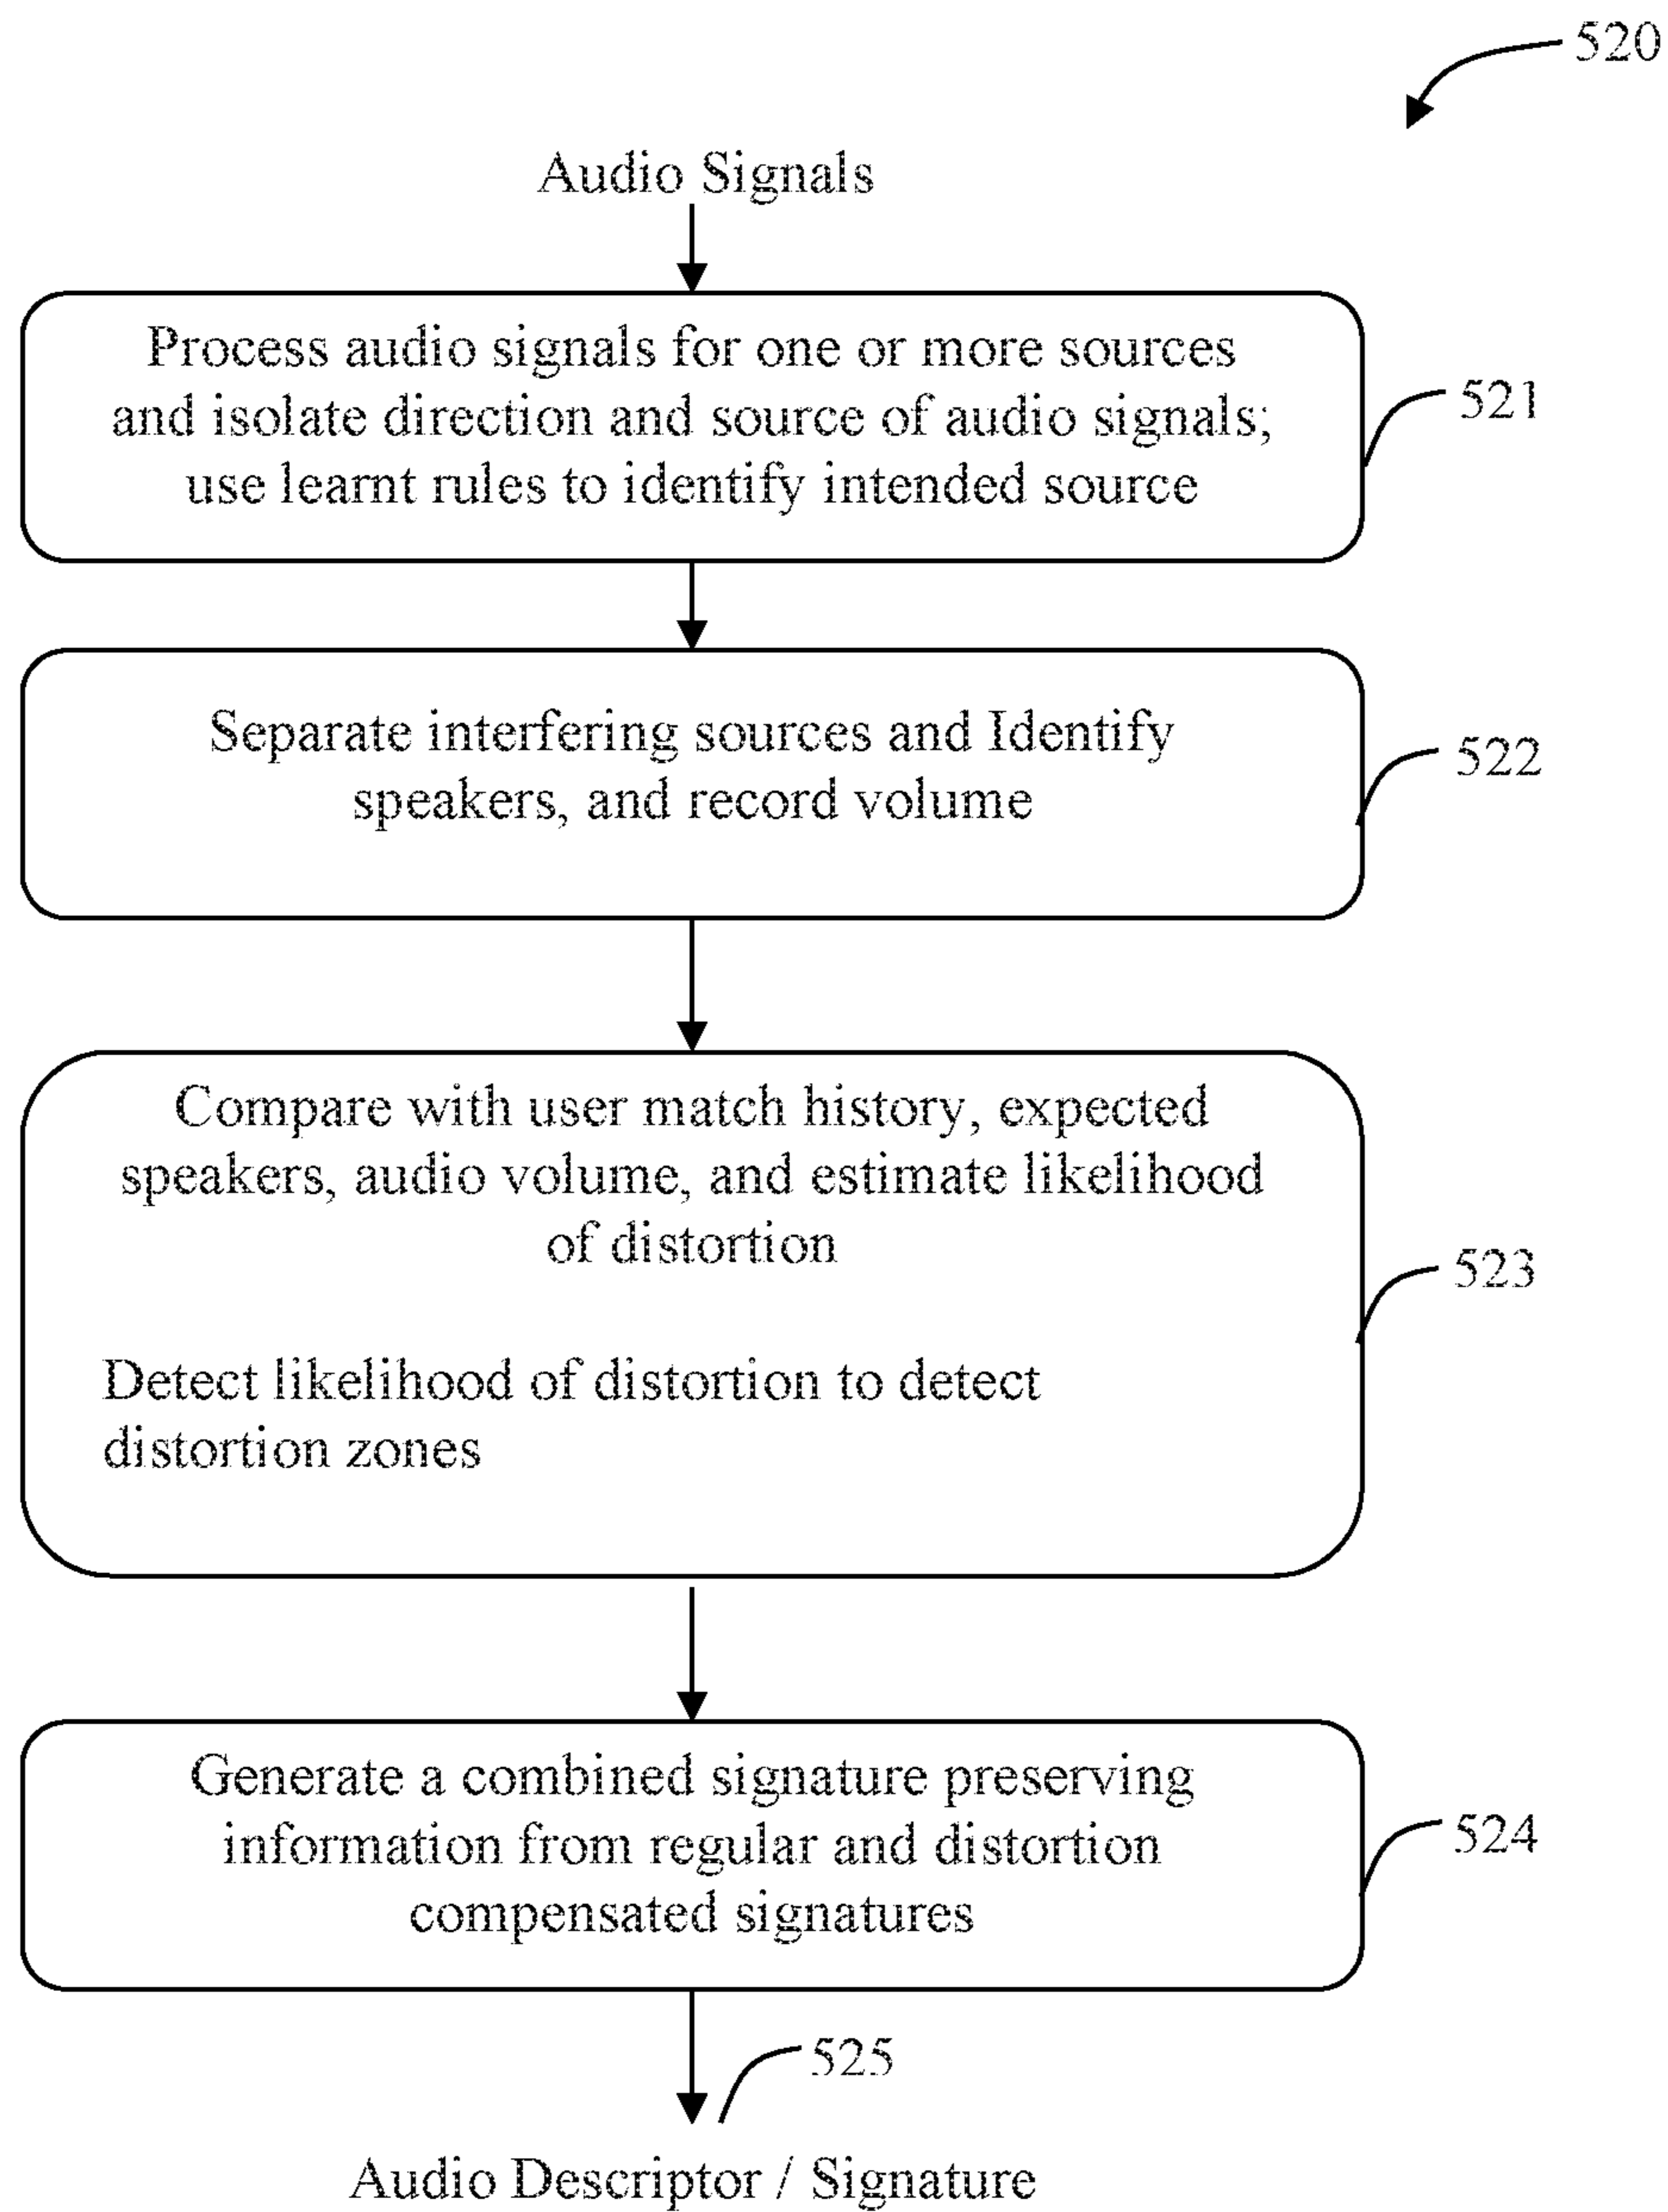 520
Audio Signals
Process audio signals for one or more sources
and isolate direction and source of audio signals;
use learnt rules to identify intended source
521
Separate interfering sources and Identify
speakers, and record volume
522
Compare with user match history, expected
speakers, audio volume, and estimate likelihood
of distortion
523
Detect likelihood of distortion to detect
distortion zones
Generate a combined signature preserving
information from regular and distortion
compensated signatures
524
525
Audio Descriptor / Signature